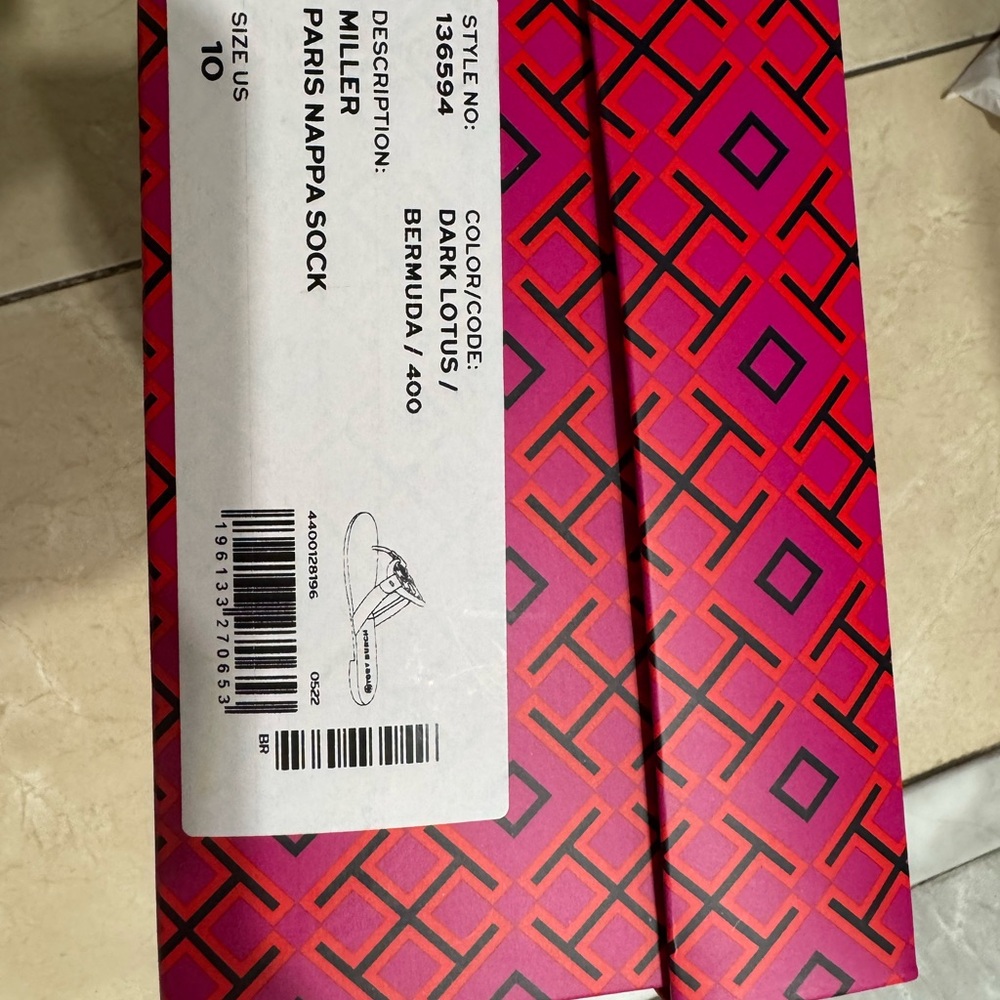 STYLE NO:
136594
COLOR/CODE:
DARK LOTUS /
BERMUDA / 400
DESCRIPTION:
MILLER
PARIS NAPPA SOCK
SIZE US
10
4400128196
0522
196133270653
TORY BURCH
BR